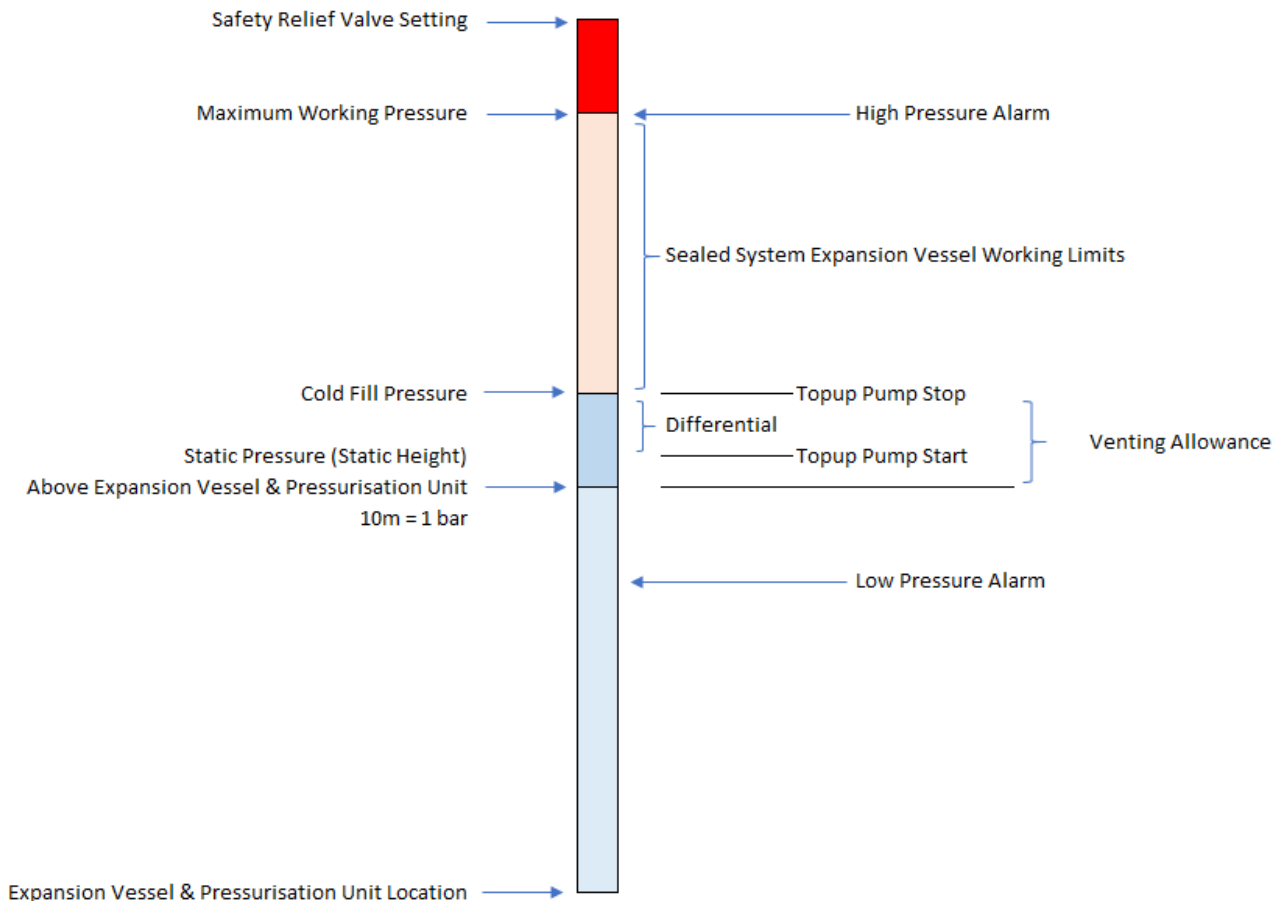 Safety Relief Valve Setting
Maximum Working Pressure
High Pressure Alarm
Sealed System Expansion Vessel Working Limits
Cold Fill Pressure
Topup Pump Stop
Differential
Venting Allowance
Static Pressure (Static Height)
Topup Pump Start
Above Expansion Vessel & Pressurisation Unit
10m = 1 bar
Low Pressure Alarm
Expansion Vessel & Pressurisation Unit Location